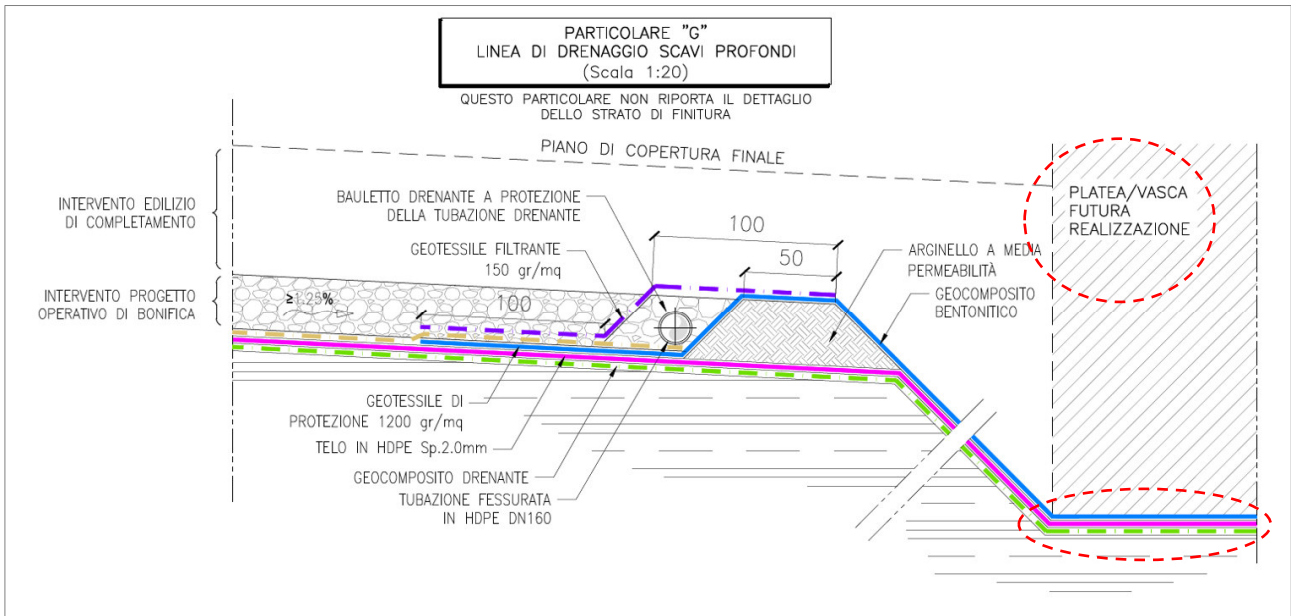 PARTICOLARE "G"
LINEA DI DRENAGGIO SCAVI PROFONDI
(Scala 1:20)
QUESTO PARTICOLARE NON RIPORTA IL DETTAGLIO
DELLO STRATO DI FINITURA
PIANO DI COPERTURA FINALE
INTERVENTO EDILIZIO
DI COMPLETAMENTO
BAULETTO DRENANTE A PROTEZIONE
DELLA TUBAZIONE DRENANTE
100
PLATEA/VASCA
FUTURA
REALIZZAZIONE
GEOTESSILE FILTRANTE
150 gr/mq
50
ARGINELLO A MEDIA
PERMEABILITÀ
GEOCOMPOSITO
BENTONITICO
INTERVENTO PROGETTO
OPERATIVO DI BONIFICA
≥1.25%
100
GEOTESSILE DI
PROTEZIONE 1200 gr/mq
TELO IN HDPE Sp.2.0mm
GEOCOMPOSITO DRENANTE
TUBAZIONE FESSURATA
IN HDPE DN160